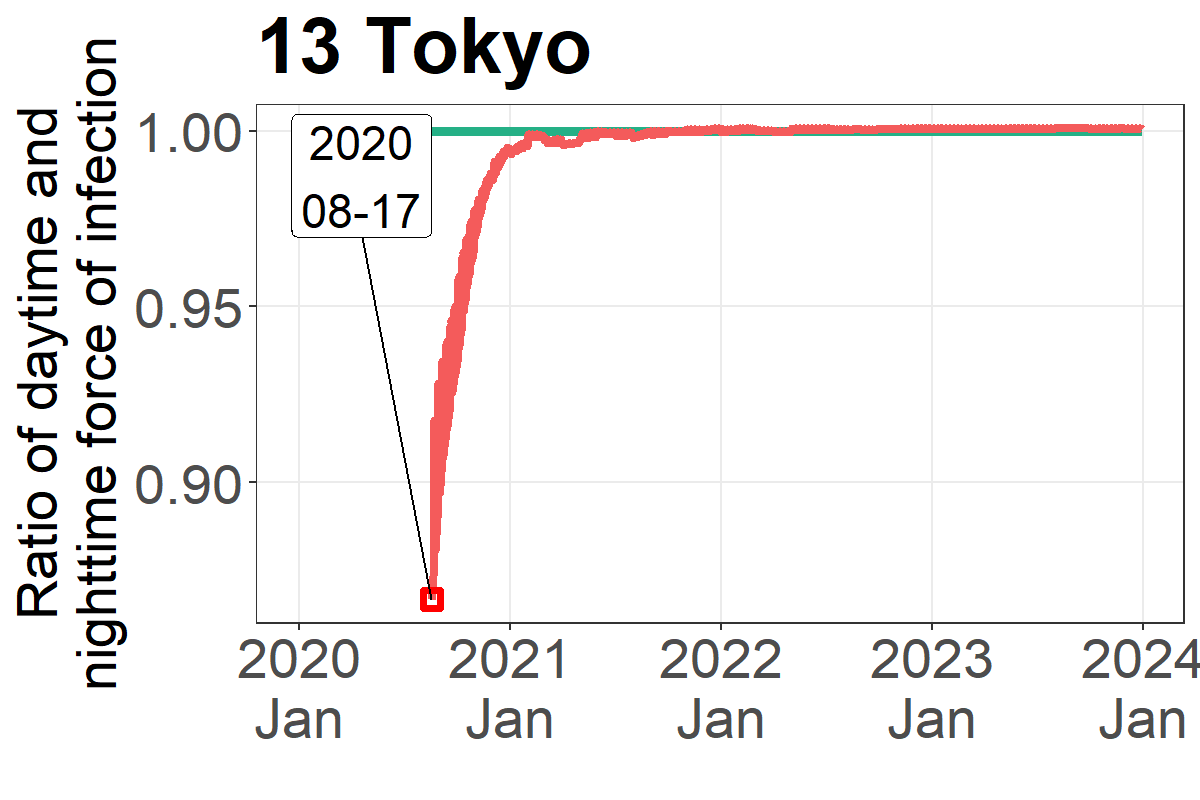 13 Tokyo
Ratio of daytime and
nighttime force of infection
1.00
0.95
0.90
2020
08-17
2020 2021 2022 2023 2024
Jan Jan Jan Jan Jan